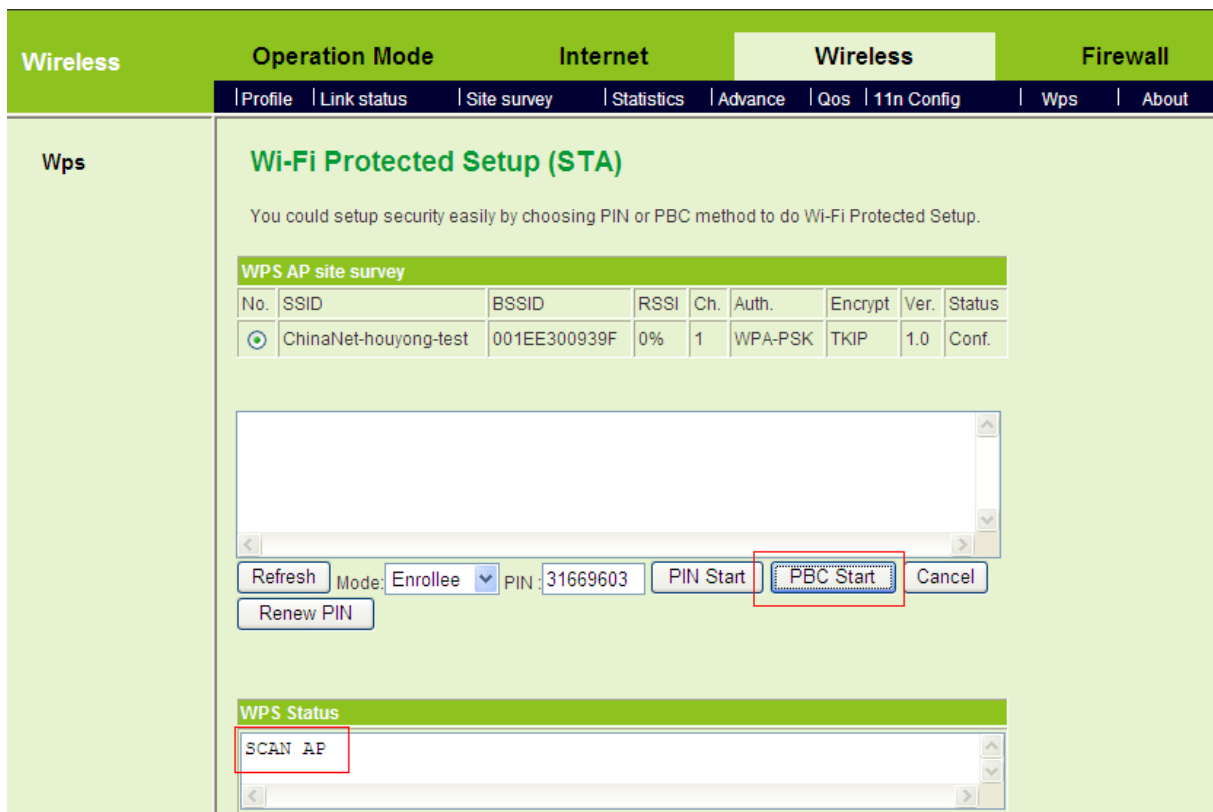 Wireless
Operation Mode Internet Wireless Firewall
Profile Link status Site survey Statistics Advance Qos 11n Config Wps About
Wps
Wi-Fi Protected Setup (STA)
You could setup security easily by choosing PIN or PBC method to do Wi-Fi Protected Setup.
WPS AP site survey
No. SSID BSSID RSSI Ch. Auth. Encrypt Ver. Status
ChinaNet-houyong-test 001EE300939F 0% 1 WPA-PSK TKIP 1.0 Conf.
Refresh Mode: Enrollee PIN : 31669603 PIN Start PBC Start Cancel
Renew PIN
WPS Status
SCAN AP